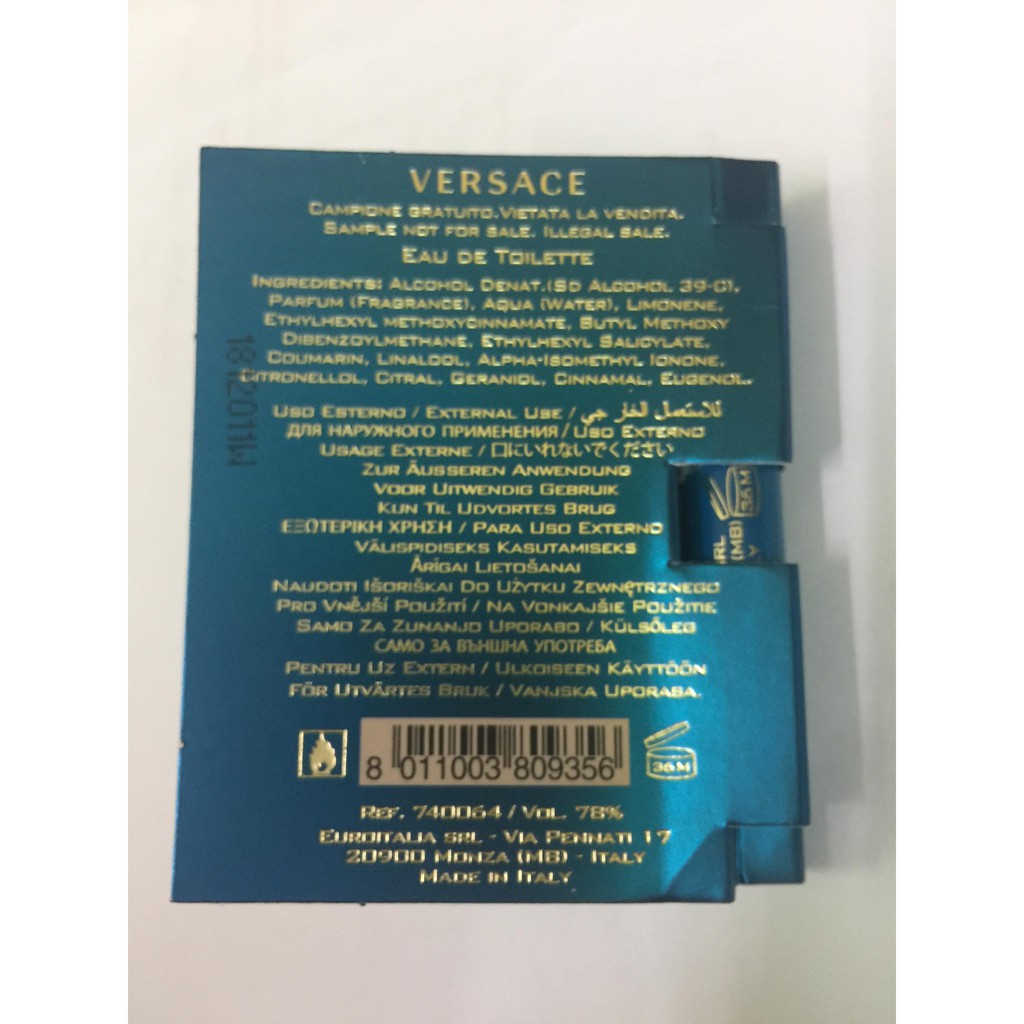 VERSACE
CAMPIONE GRATUITO.VIETATA LA VENDITA.
SAMPLE NOT FOR SALE. ILLEGAL SALE.
EAU DE TOILETTE
INGREDIENTS: ALCOHOL DENAT.(SD ALCOHOL 39-C),
PARFUM (FRAGRANCE), AQUA (WATER), LIMONENE,
ETHYLHEXYL METHOXYCINNAMATE, BUTYL METHOXY
DIBENZOYLMETHANE, ETHYLHEXYL SALICYLATE,
COUMARIN, LINALOOL, ALPHA-ISOMETHYL IONONE,
CITRONELLOL, CITRAL, GERANIOL, CINNAMAL, EUGENOL.
USO ESTERNO / EXTERNAL USE / للاستعمال الخارجي
ДЛЯ НАРУЖНОГО ПРИМЕНЕНИЯ / USO EXTERNO
USAGE EXTERNE / 口にいれないでください
ZUR ÄUSSEREN ANWENDUNG
VOOR UITWENDIG GEBRUIK
KUN TIL UDVORTES BRUG
ΕΞΩΤΕΡΙΚΗ ΧΡΗΣΗ / PARA USO EXTERNO
VÄLISPIDISEKS KASUTAMISEKS
ĀRĪGAI LIETOŠANAI
NAUDOTI IŠORIŠKAI DO UŻYTKU ZEWNĘTRZNEGO
PRO VNĚJŠÍ POUŽITÍ / NA VONKAJŠIE POUŽITIE
SAMO ZA ZUNANJO UPORABO / KÜLSŐLEG
САМО ЗА ВЪНШНА УПОТРЕБА
PENTRU UZ EXTERN / ULKOISEEN KÄYTTÖÖN
FÖR UTVÄRTES BRUK / VANJSKA UPORABA.
8 011003 809356
36 M
REF. 740064 / VOL. 78%
EUROITALIA SRL - VIA PENNATI 17
20900 MONZA (MB) - ITALY
MADE IN ITALY
36 M
RL
(MB)
Y